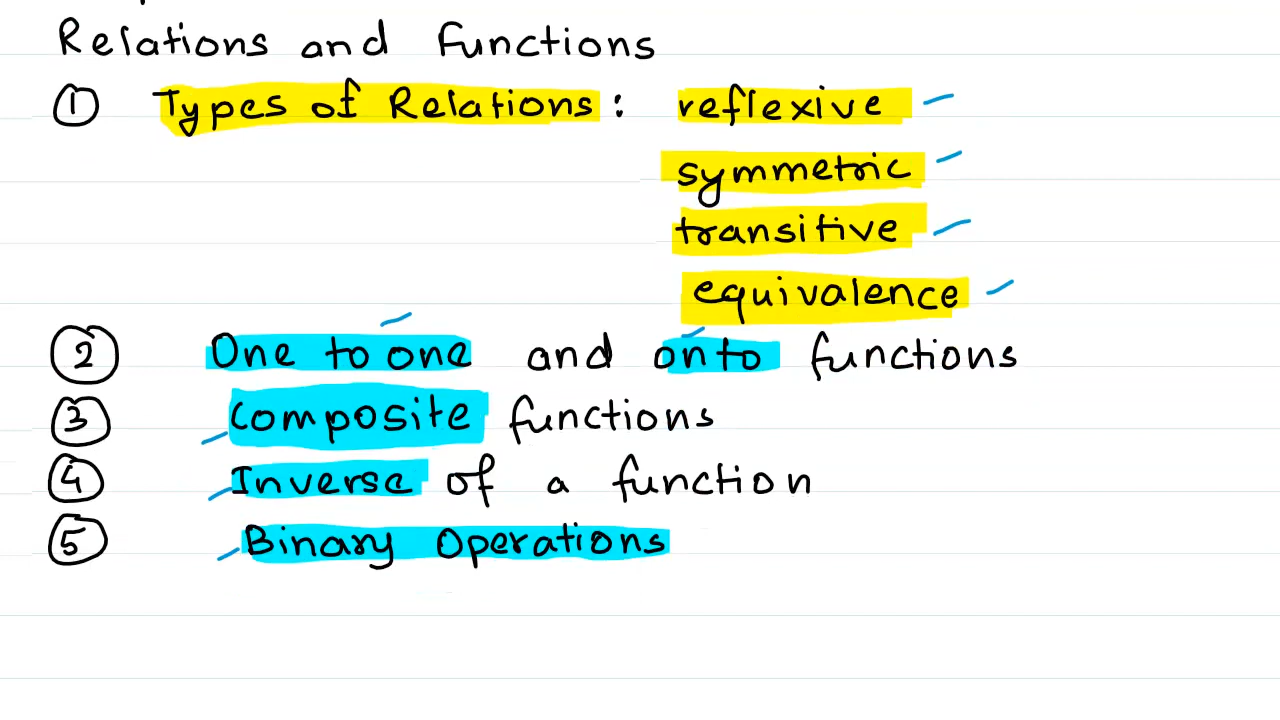 Relations and functions
① Types of Relations: reflexive
symmetric
transitive
equivalence
② One to one and onto functions
③ Composite functions
④ Inverse of a function
⑤ Binary Operations